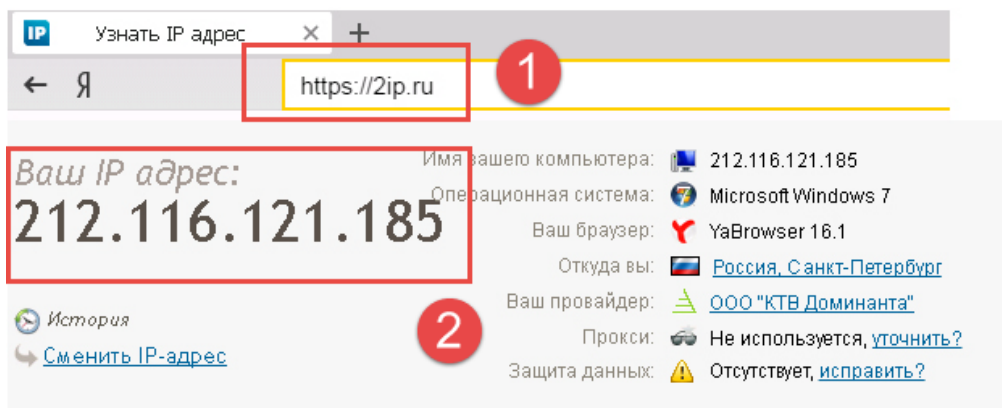 IP Узнать IP адрес × +
← Я https://2ip.ru 1
Ваш IP адрес:
212.116.121.185
История
Сменить IP-адрес
2
Имя вашего компьютера: 212.116.121.185
Операционная система: Microsoft Windows 7
Ваш браузер: YaBrowser 16.1
Откуда вы: Россия, Санкт-Петербург
Ваш провайдер: ООО "КТВ Доминанта"
Прокси: Не используется, уточнить?
Защита данных: Отсутствует, исправить?